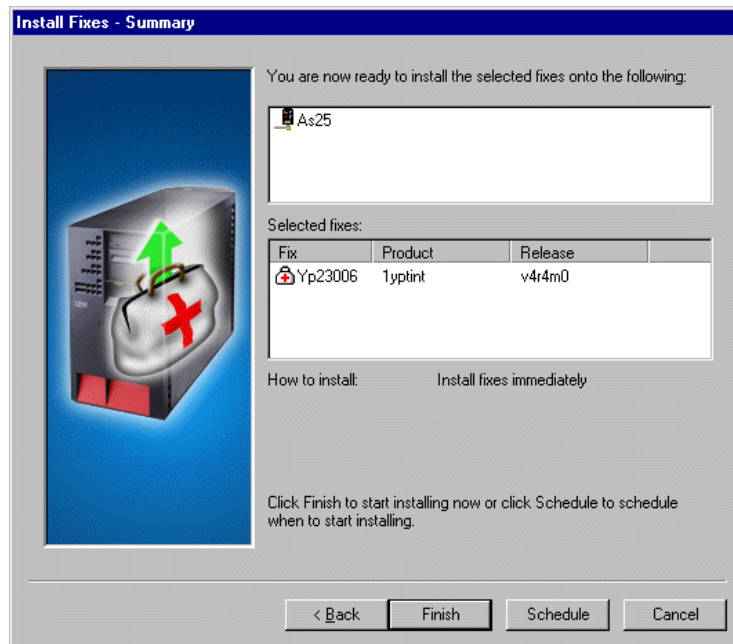 Install Fixes - Summary
You are now ready to install the selected fixes onto the following:
As25
Selected fixes:
Fix Product Release
Yp23006 1yptint v4r4m0
How to install: Install fixes immediately
Click Finish to start installing now or click Schedule to schedule
when to start installing.
< Back Finish Schedule Cancel